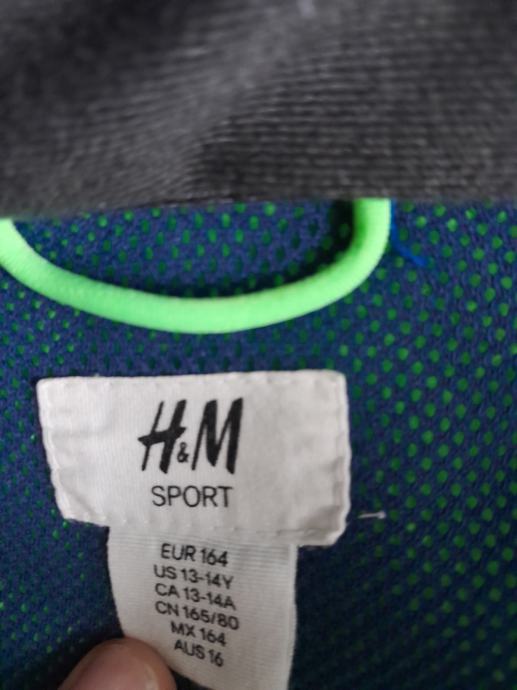 H&M
SPORT
EUR 164
US 13-14Y
CA 13-14A
CN 165/80
MX 164
AUS 16